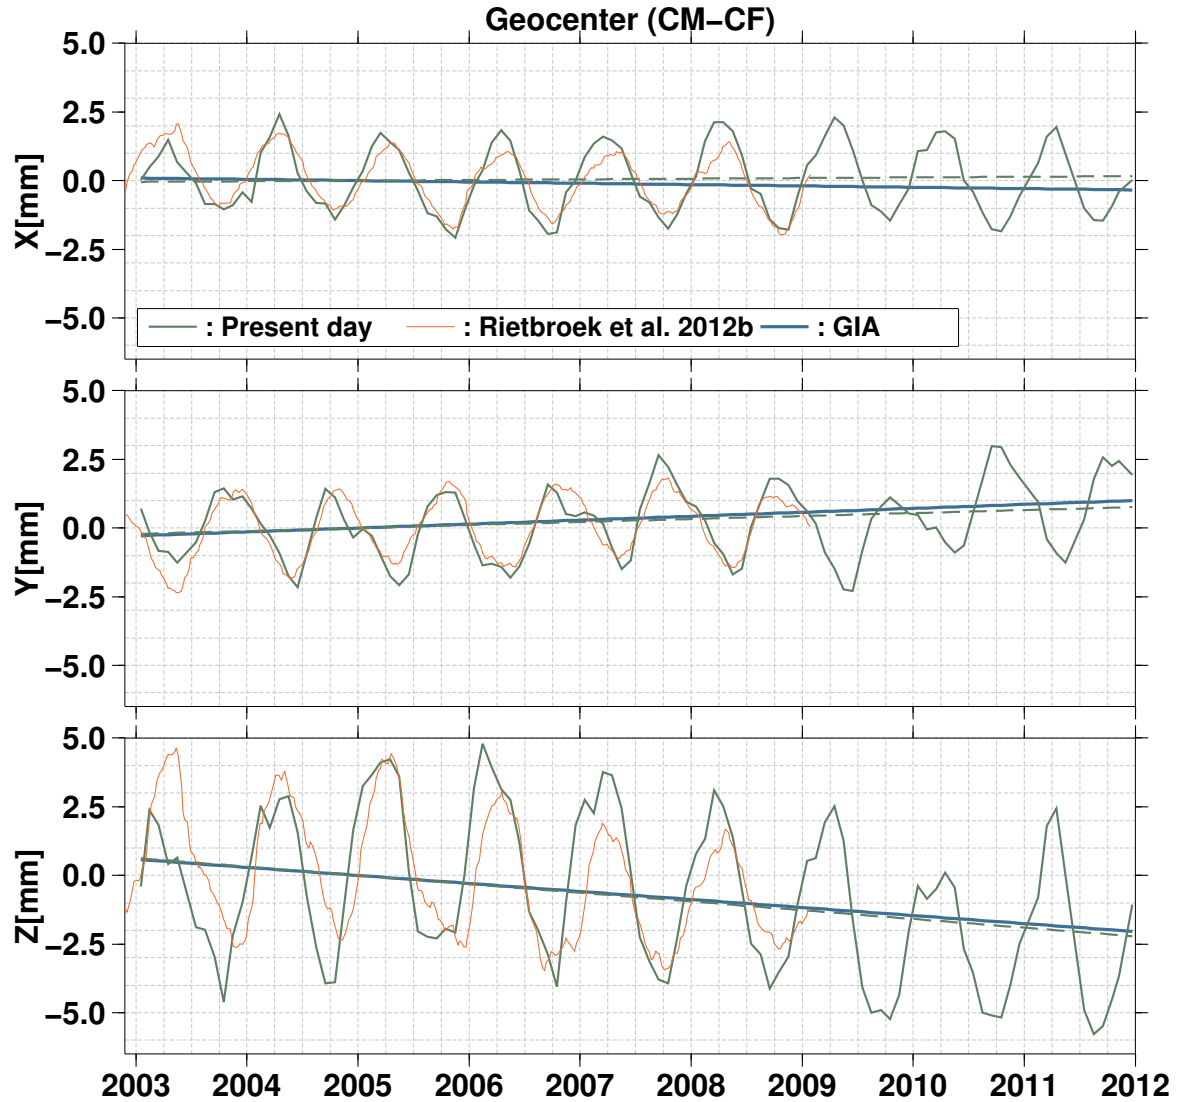 Geocenter (CM−CF)
5.0
2.5
0.0
−2.5
−5.0
X[mm]
: Present day : Rietbroek et al. 2012b : GIA
5.0
2.5
0.0
−2.5
−5.0
Y[mm]
5.0
2.5
0.0
−2.5
−5.0
Z[mm]
2003 2004 2005 2006 2007 2008 2009 2010 2011 2012